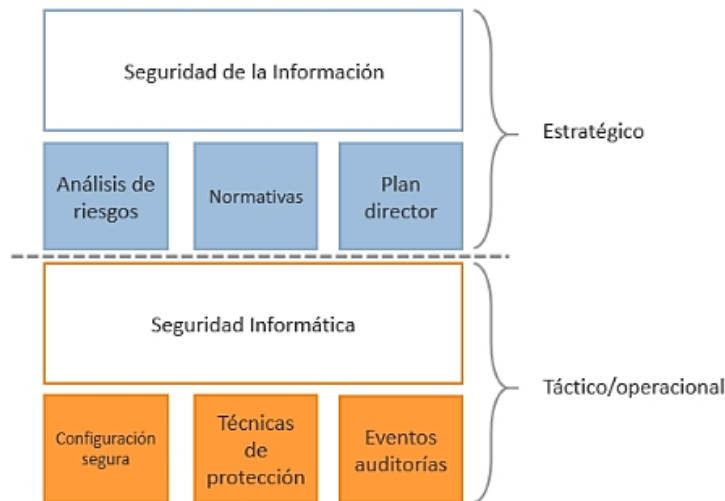 Seguridad de la Información
Estratégico
Análisis de
riesgos
Normativas
Plan
director
Seguridad Informática
Táctico/operacional
Configuración
segura
Técnicas
de
protección
Eventos
auditorías